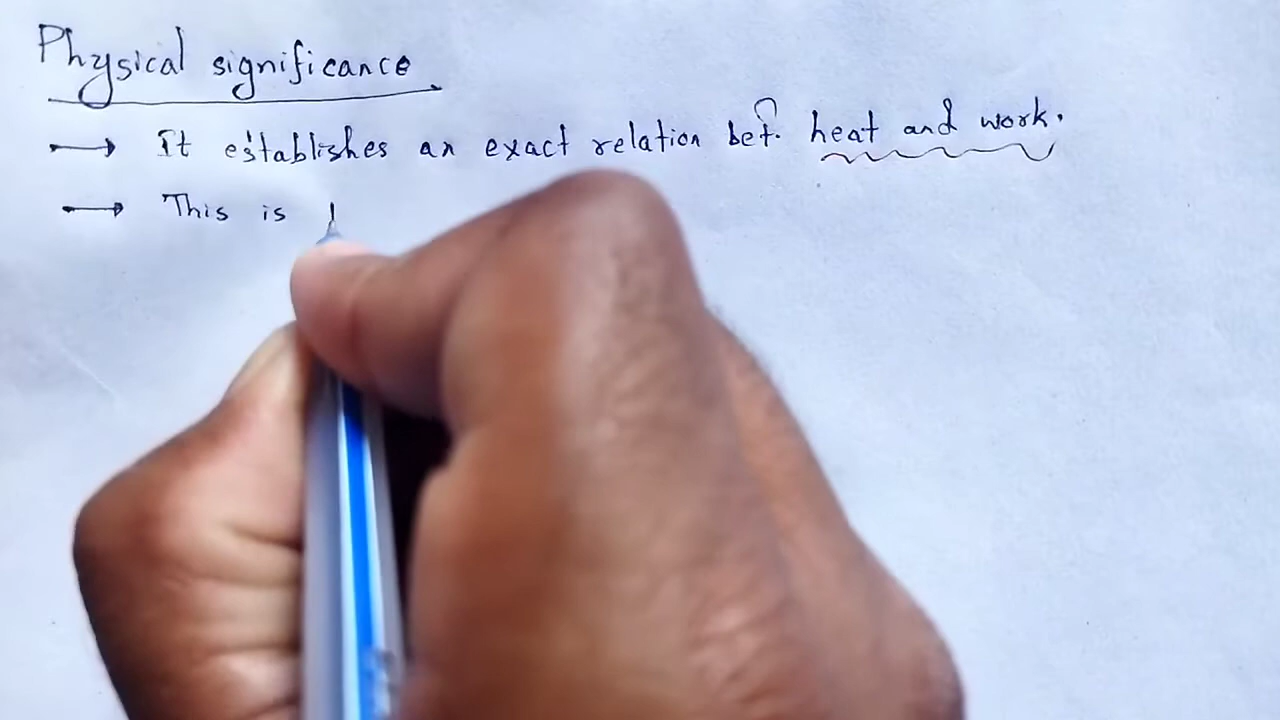 Physical significance
→ It establishes an exact relation bet. heat and work.
→ This is